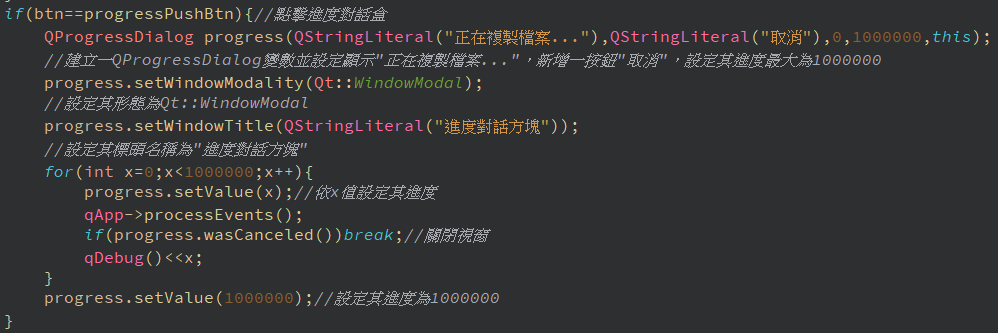 if(btn==progressPushBtn){//點擊進度對話盒
    QProgressDialog progress(QStringLiteral("正在複製檔案..."),QStringLiteral("取消"),0,1000000,this);
    //建立一QProgressDialog變數並設定顯示"正在複製檔案...", 新增一按鈕"取消", 設定其進度最大為1000000
    progress.setWindowModality(Qt::WindowModal);
    //設定其形態為Qt::WindowModal
    progress.setWindowTitle(QStringLiteral("進度對話方塊"));
    //設定其標頭名稱為"進度對話方塊"
    for(int x=0;x<1000000;x++){
        progress.setValue(x);//依x值設定其進度
        qApp->processEvents();
        if(progress.wasCanceled())break;//關閉視窗
        qDebug()<<x;
    }
    progress.setValue(1000000);//設定其進度為1000000
}